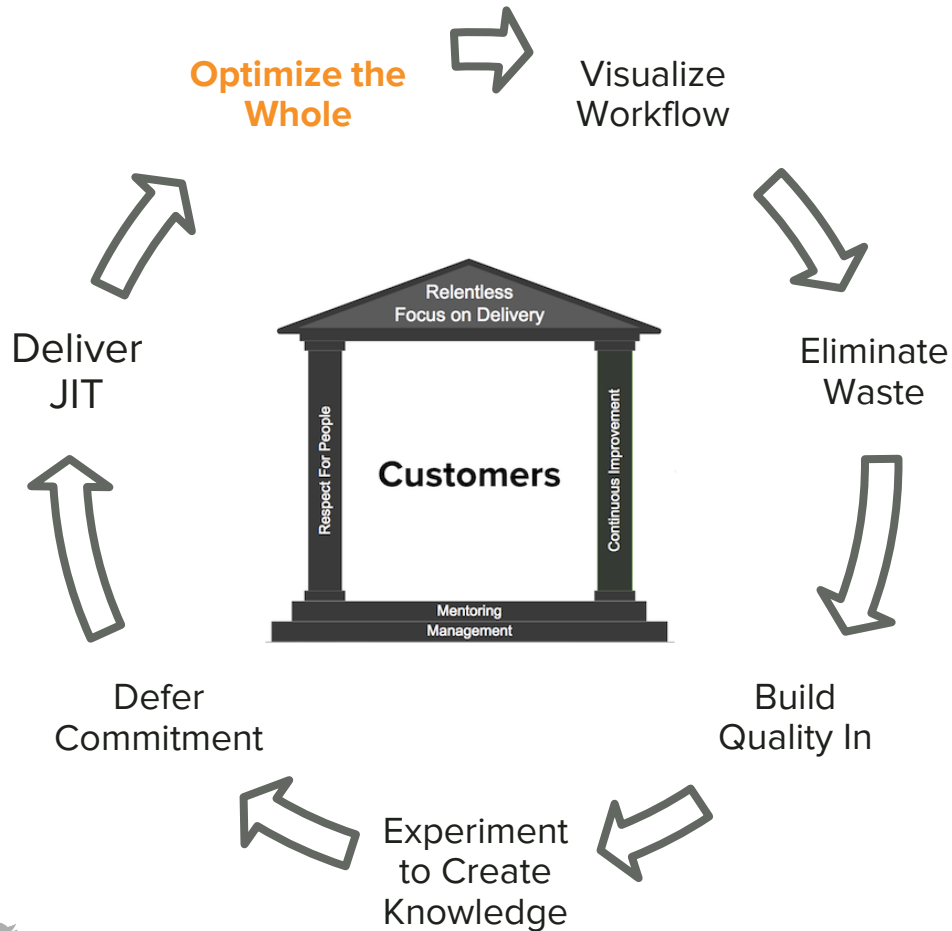 Optimize the
Whole
Visualize
Workflow
Eliminate
Waste
Build
Quality In
Experiment
to Create
Knowledge
Defer
Commitment
Deliver
JIT
Relentless
Focus on Delivery
Respect For People
Customers
Continuous Improvement
Mentoring
Management